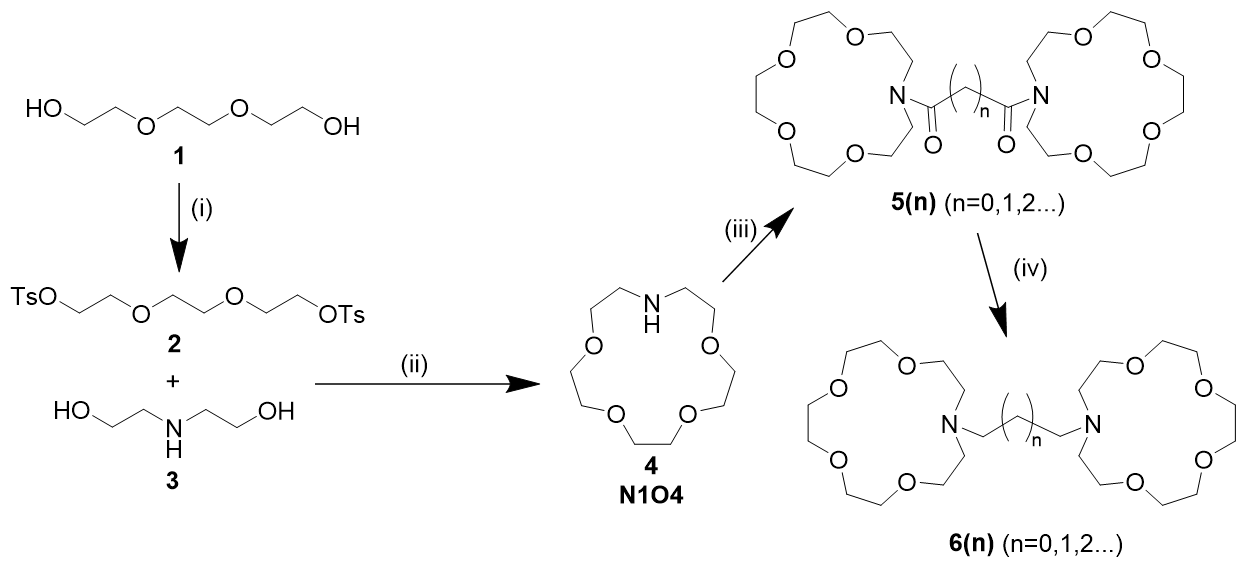 HO
O
O
OH
1
(i)
TsO
O
O
OTs
2
+
HO
N
H
OH
3
(ii)
N
H
O
O
O
O
4
N1O4
(iii)
O
O
O
O
N
O
n
O
N
O
O
O
O
5(n) (n=0,1,2...)
(iv)
O
O
O
O
N
n
N
O
O
O
O
6(n) (n=0,1,2...)